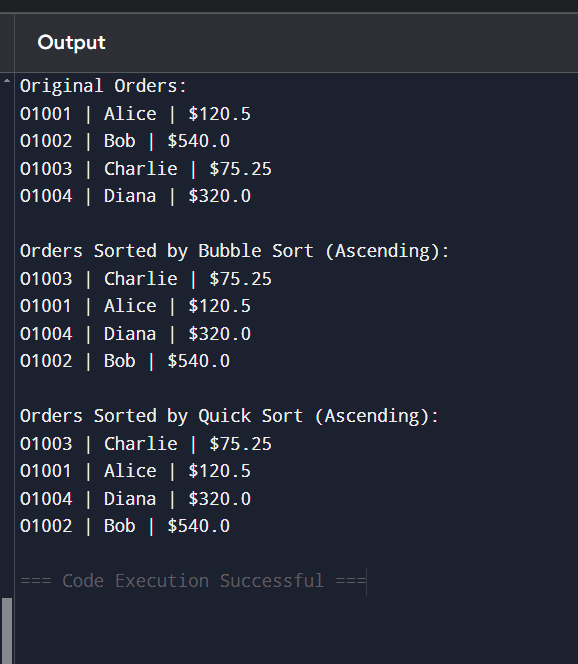 Output
Original Orders:
O1001 | Alice | $120.5
O1002 | Bob | $540.0
O1003 | Charlie | $75.25
O1004 | Diana | $320.0
Orders Sorted by Bubble Sort (Ascending):
O1003 | Charlie | $75.25
O1001 | Alice | $120.5
O1004 | Diana | $320.0
O1002 | Bob | $540.0
Orders Sorted by Quick Sort (Ascending):
O1003 | Charlie | $75.25
O1001 | Alice | $120.5
O1004 | Diana | $320.0
O1002 | Bob | $540.0
=== Code Execution Successful ===